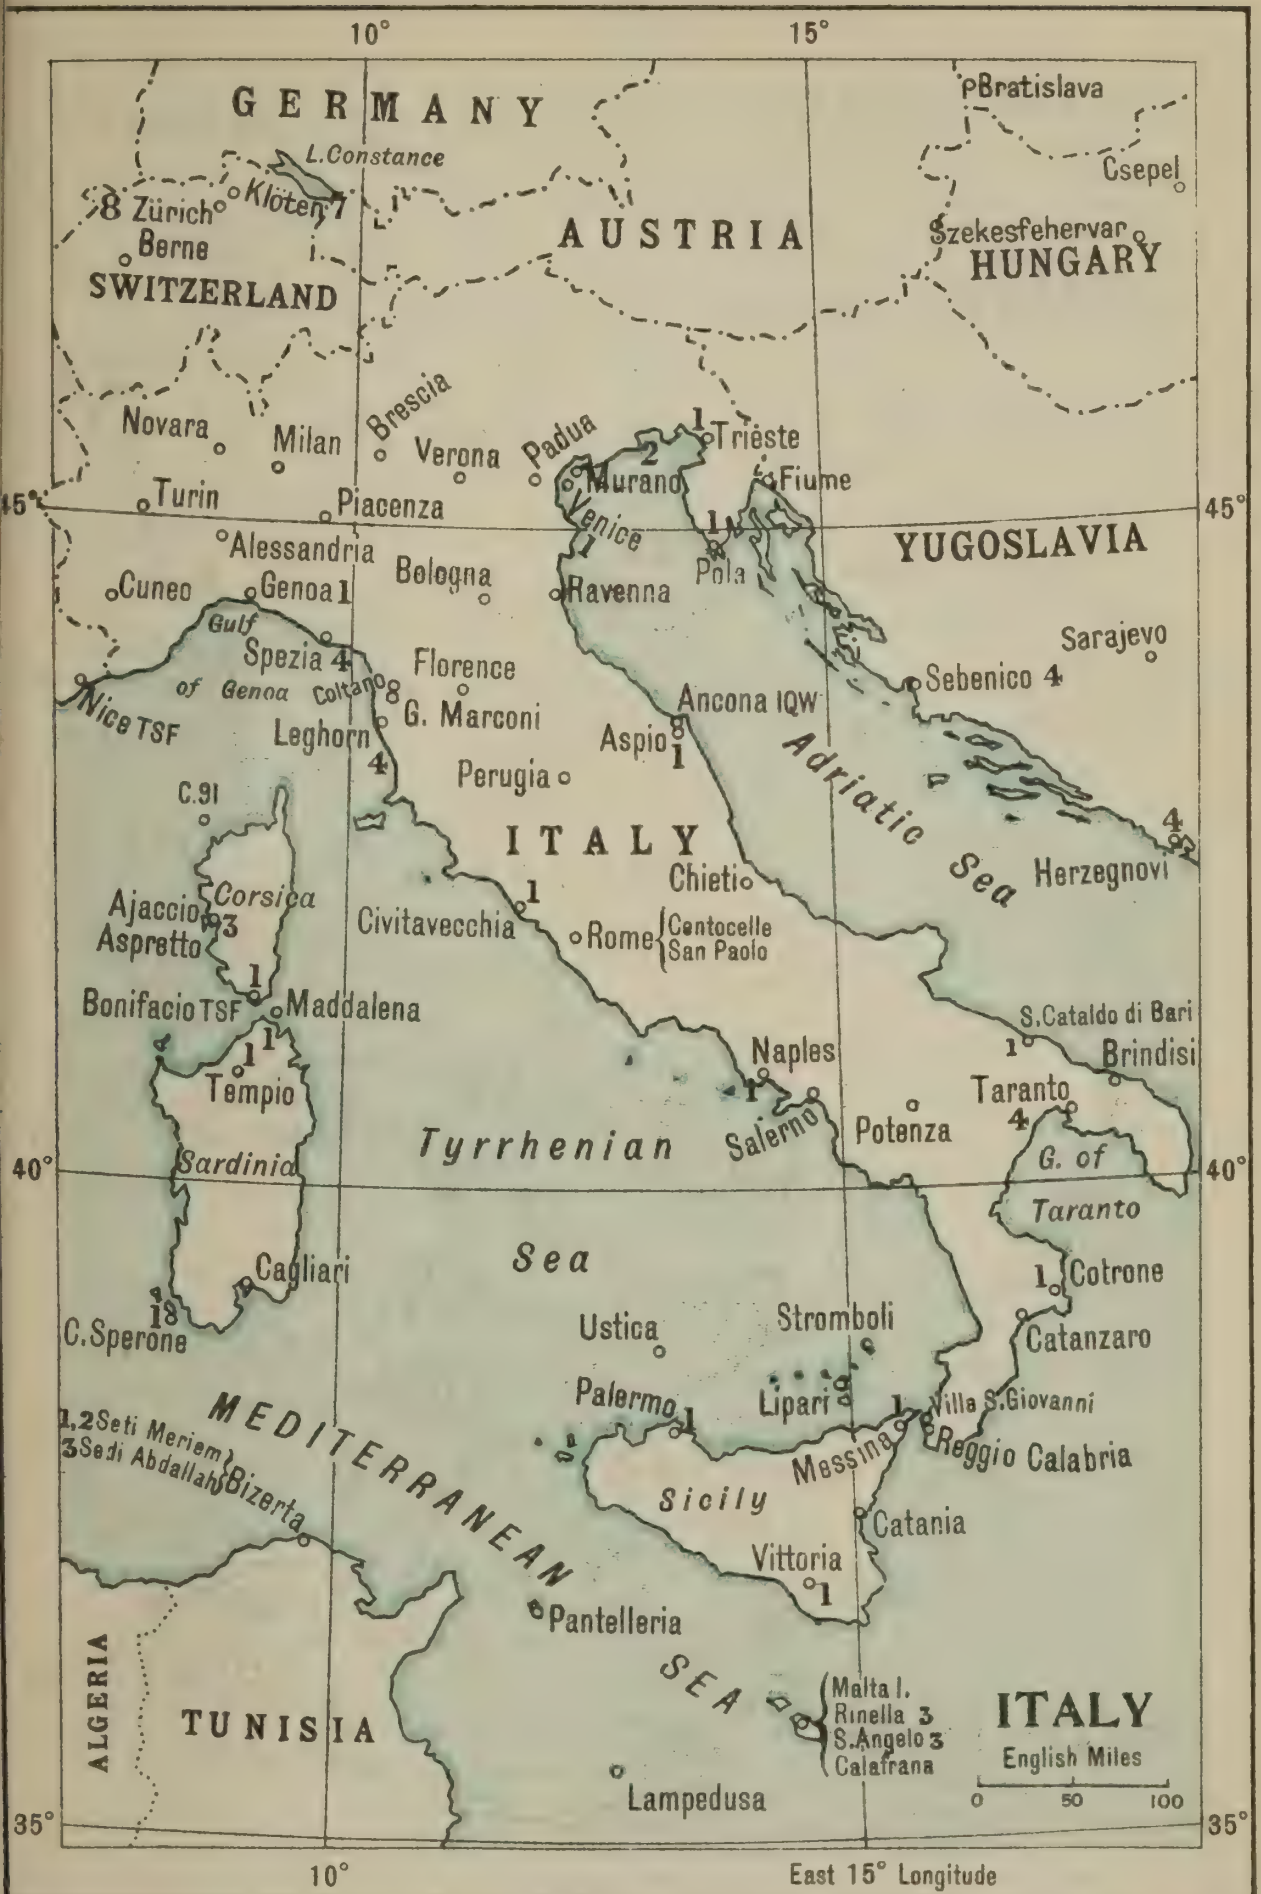 10° 15°
GERMANY
Bratislava
L.Constance
Csepel
8 Zürich Klöten 7 1
Berne
AUSTRIA
Szekesfehervar
HUNGARY
SWITZERLAND
Brescia
Novara
Milan
Verona
Padua
1 Trieste
2
Murano
Fiume
45° Turin
Piacenza
Venice
1
1
45°
YUGOSLAVIA
Alessandria
Pola
Cuneo
Genoa 1
Bologna
Ravenna
Gulf
of Genoa
Spezia 4
Sarajevo
Florence
Coltano 8
Sebenico 4
Nice TSF
G. Marconi
Ancona IQW
Leghorn
4
Aspio
1
Adriatic Sea
Perugia
C.91
ITALY
4
Herzegnovi
Chieti
Corsica
Ajaccio
Aspretto
3
1
Civitavecchia
Rome
Centocelle
San Paolo
1
Bonifacio TSF
Maddalena
1
S.Cataldo di Bari
1
Brindisi
1
Tempio
Naples
1
Taranto
4
Salerno
Potenza
Tyrrhenian
Sea
Sardinia
G. of
Taranto
40° 40°
Cagliari
1 Cotrone
18
C.Sperone
Ustica
Stromboli
Catanzaro
Palermo
1
Lipari
1
Villa S.Giovanni
MEDITERRANEAN
SEA
1,2 Seti Meriem
3 Sedi Abdallah
Bizerta
Messina
Reggio Calabria
Sicily
Catania
Vittoria
1
Pantelleria
ALGERIA
TUNISIA
Malta I.
Rinella 3
S.Angelo 3
Calafrana
ITALY
English Miles
0 50 100
Lampedusa
35° 35°
10° East 15° Longitude